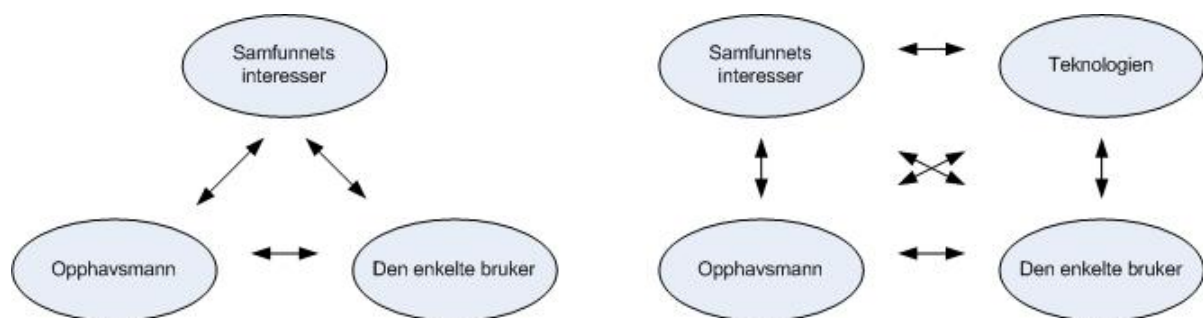 Samfunnets
interesser
Opphavsmann
Den enkelte bruker
Samfunnets
interesser
Teknologien
Opphavsmann
Den enkelte bruker